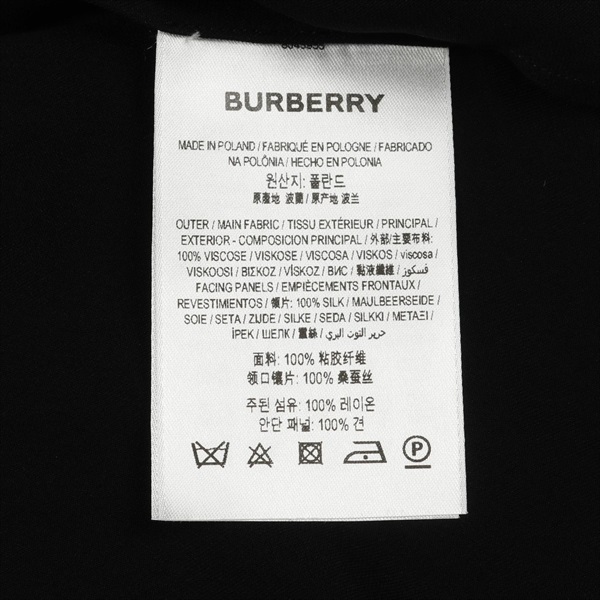 BURBERRY
MADE IN POLAND / FABRIQUÉ EN POLOGNE / FABRICADO
NA POLÔNIA / HECHO EN POLONIA
원산지: 폴란드
原產地 波蘭 / 原产地 波兰
OUTER / MAIN FABRIC / TISSU EXTÉRIEUR / PRINCIPAL /
EXTERIOR - COMPOSICION PRINCIPAL / 外部/主要布料:
100% VISCOSE / VISKOSE / VISCOSA / VISKOS / viscosa /
VISKOOSI / ΒΙΣΚΟΖ / VİSKOZ / ВИС / 黏液纖維 / فسكوز
FACING PANELS / EMPIÈCEMENTS FRONTAUX /
REVESTIMIENTOS / 領片: 100% SILK / MAULBEERSEIDE /
SOIE / SETA / ZIJDE / SILKE / SEDA / SILKKI / ΜΕΤΑΞΙ /
İPEK / ШЕЛК / 蠶絲 / حرير التوت البري
面料: 100% 粘胶纤维
领口镶片: 100% 桑蚕丝
주된 섬유: 100% 레이온
안단 패널: 100% 견
P